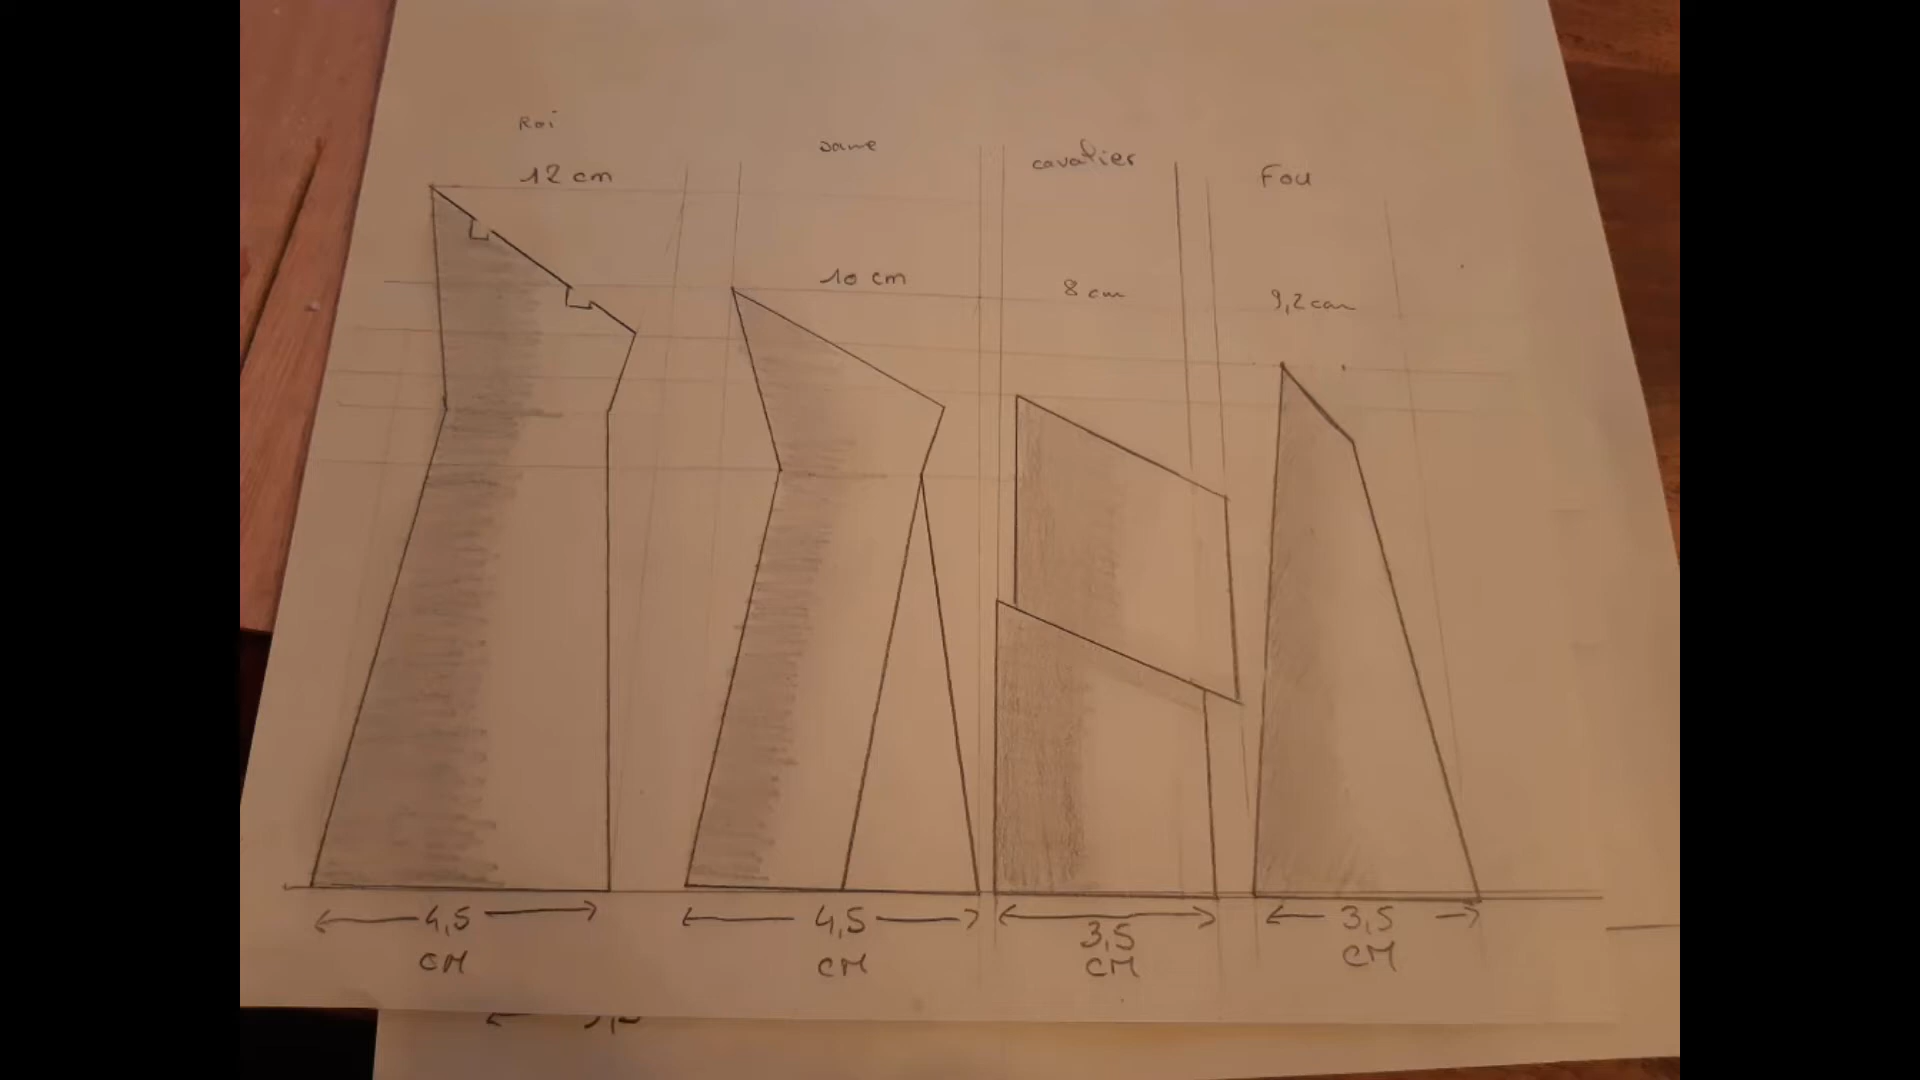 Roi
12 cm
dame
10 cm
cavalier
8 cm
Fou
9,2 cm
4,5
CM
4,5
CM
3,5
CM
3,5
CM